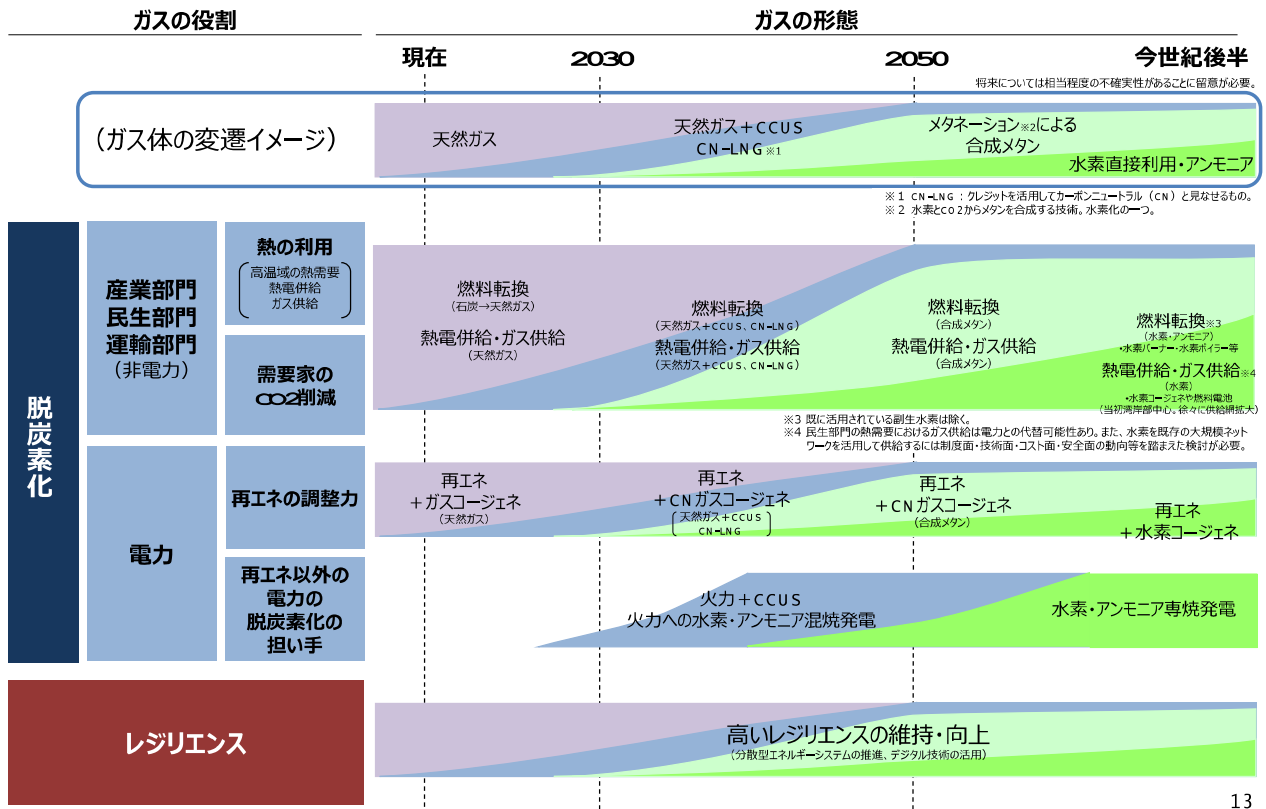 ガスの役割
ガスの形態
現在
2030
2050
今世紀後半
将来については相当程度の不確実性があることに留意が必要。
(ガス体の変遷イメージ)
天然ガス
天然ガス+CCUS
CN-LNG※1
メタネーション※2による
合成メタン
水素直接利用・アンモニア
※1 CN-LNG:クレジットを活用してカーボンニュートラル(CN)と見なせるもの。
※2 水素とCO2からメタンを合成する技術。水素化の一つ。
脱炭素化
産業部門
民生部門
運輸部門
(非電力)
熱の利用
高温域の熱需要
熱電併給
ガス供給
需要家の
CO2削減
燃料転換
(石炭→天然ガス)
熱電併給・ガス供給
(天然ガス)
燃料転換
(天然ガス+CCUS、CN-LNG)
熱電併給・ガス供給
(天然ガス+CCUS、CN-LNG)
燃料転換
(合成メタン)
熱電併給・ガス供給
(合成メタン)
燃料転換※3
(水素・アンモニア)
・水素バーナー・水素ボイラー等
熱電併給・ガス供給※4
(水素)
・水素コージェネや燃料電池
(当初湾岸部中心。徐々に供給網拡大)
※3 既に活用されている副生水素は除く。
※4 民生部門の熱需要におけるガス供給は電力との代替可能性あり。また、水素を既存の大規模ネット
ワークを活用して供給するには制度面・技術面・コスト面・安全面の動向等を踏まえた検討が必要。
電力
再エネの調整力
再エネ
+ガスコージェネ
(天然ガス)
再エネ
+CNガスコージェネ
天然ガス+CCUS
CN-LNG
再エネ
+CNガスコージェネ
(合成メタン)
再エネ
+水素コージェネ
再エネ以外の
電力の
脱炭素化の
担い手
火力+CCUS
火力への水素・アンモニア混焼発電
水素・アンモニア専焼発電
レジリエンス
高いレジリエンスの維持・向上
(分散型エネルギーシステムの推進、デジタル技術の活用)
13